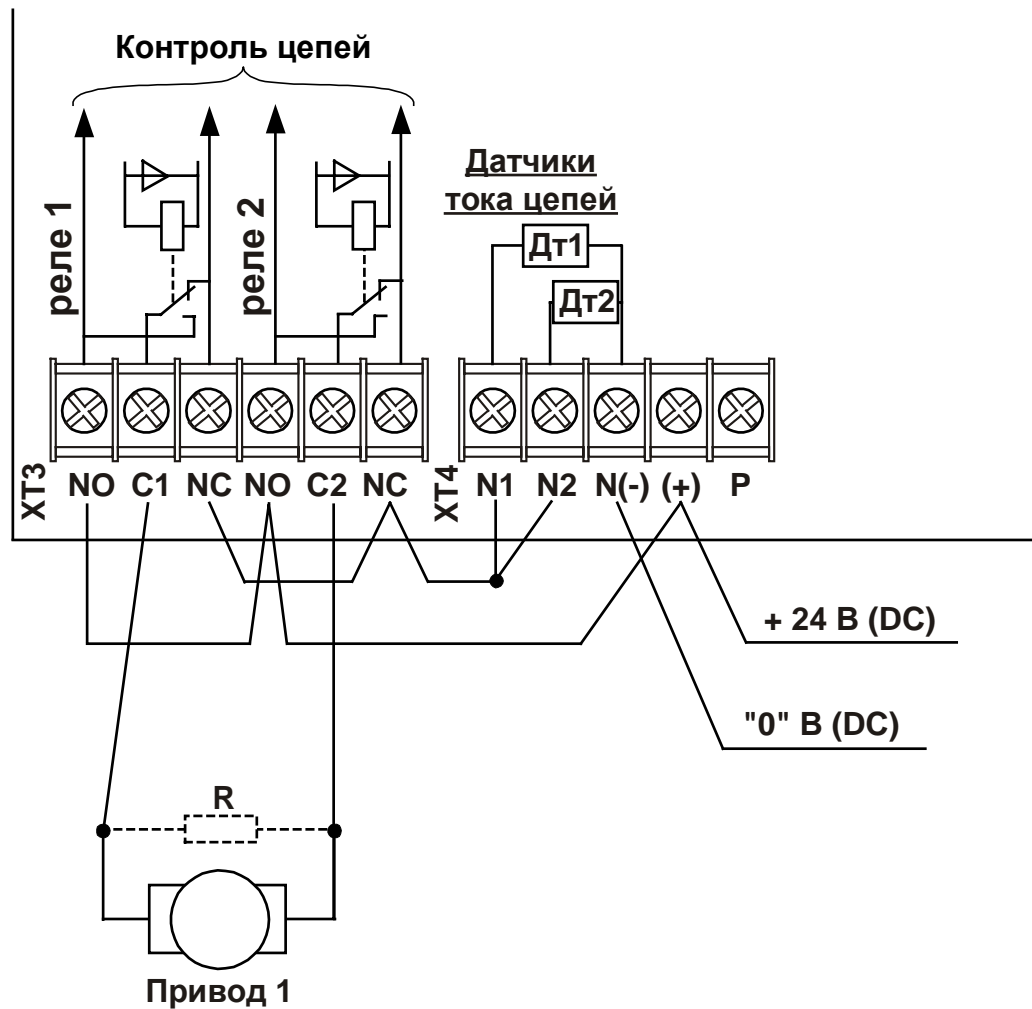 Контроль цепей
реле 1
реле 2
Датчики
тока цепей
Дт1
Дт2
XT3
NO C1 NC NO C2 NC
XT4
N1 N2 N(-) (+) P
+ 24 В (DC)
"0" В (DC)
R
Привод 1